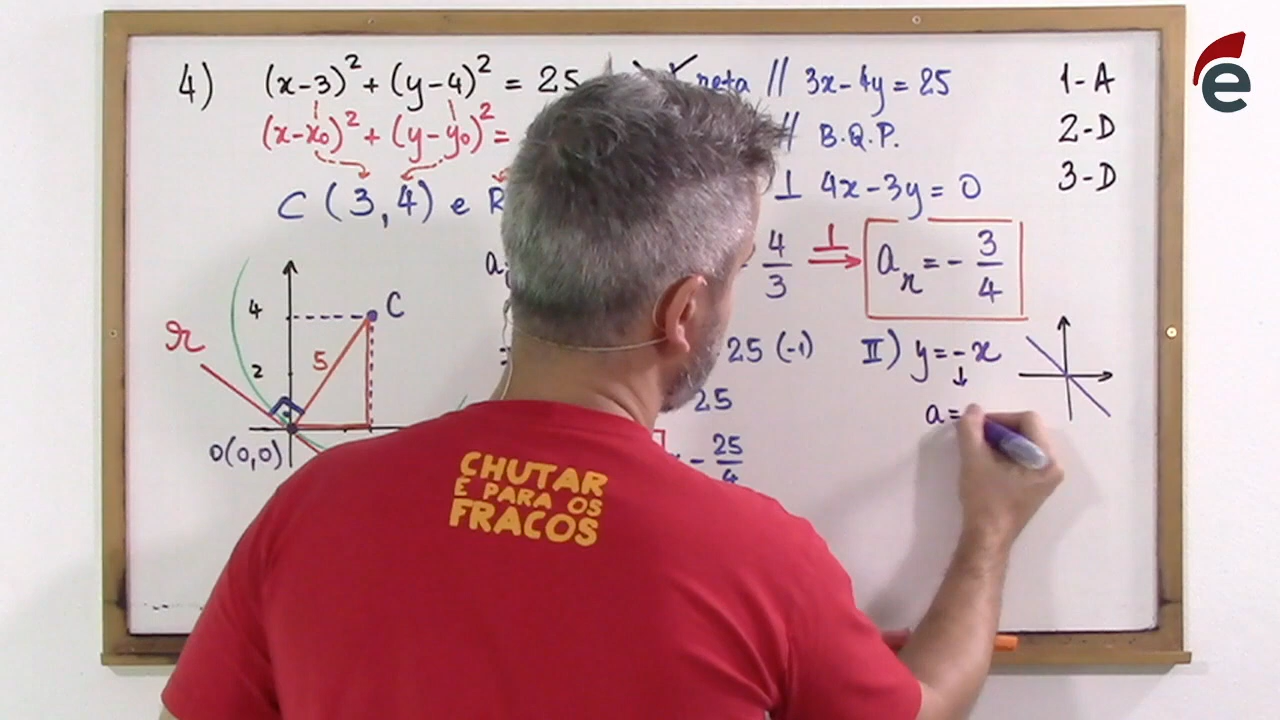 4) (x-3)² + (y-4)² = 25
(x-x₀)² + (y-y₀)² =
C (3,4) e R
reta // 3x-4y = 25
// B.Q.P.
⊥ 4x-3y = 0
4/3 ⊥⟹ aᵣ = - 3/4
1-A
2-D
3-D
e
25 (-1)
25
- 25/4
II) y = -x
a =
4
2
C
5
r
0(0,0)
CHUTAR
É PARA OS
FRACOS